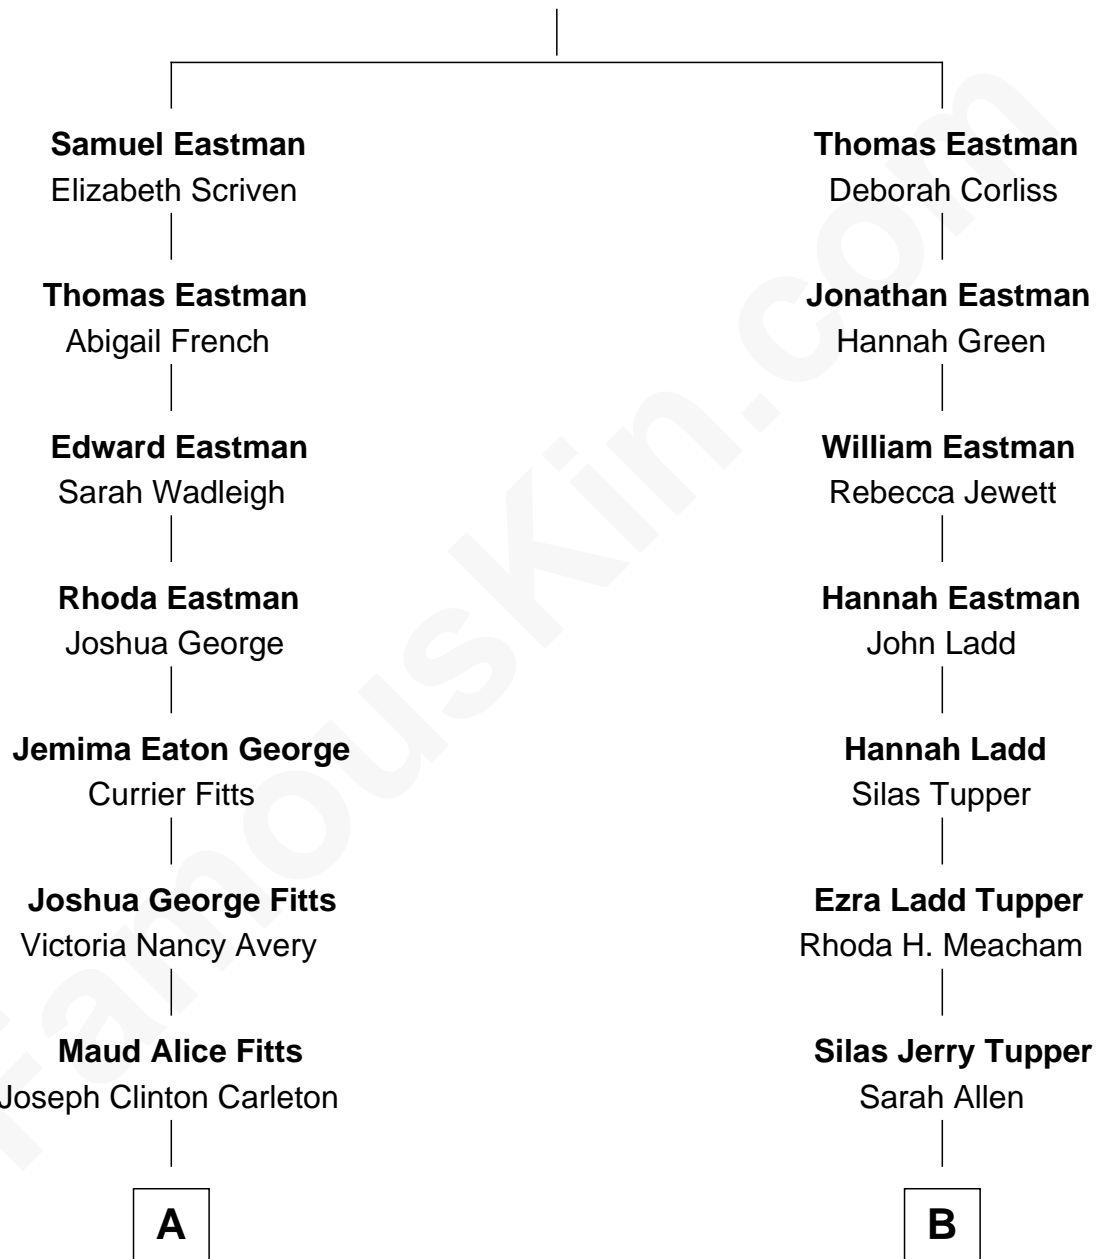 Samuel Eastman
Elizabeth Scriven
Thomas Eastman
Deborah Corliss
Thomas Eastman
Abigail French
Jonathan Eastman
Hannah Green
Edward Eastman
Sarah Wadleigh
William Eastman
Rebecca Jewett
Rhoda Eastman
Joshua George
Hannah Eastman
John Ladd
Jemima Eaton George
Currier Fitts
Hannah Ladd
Silas Tupper
Joshua George Fitts
Victoria Nancy Avery
Ezra Ladd Tupper
Rhoda H. Meacham
Maud Alice Fitts
Joseph Clinton Carleton
Silas Jerry Tupper
Sarah Allen
A
B
FamousKin.com